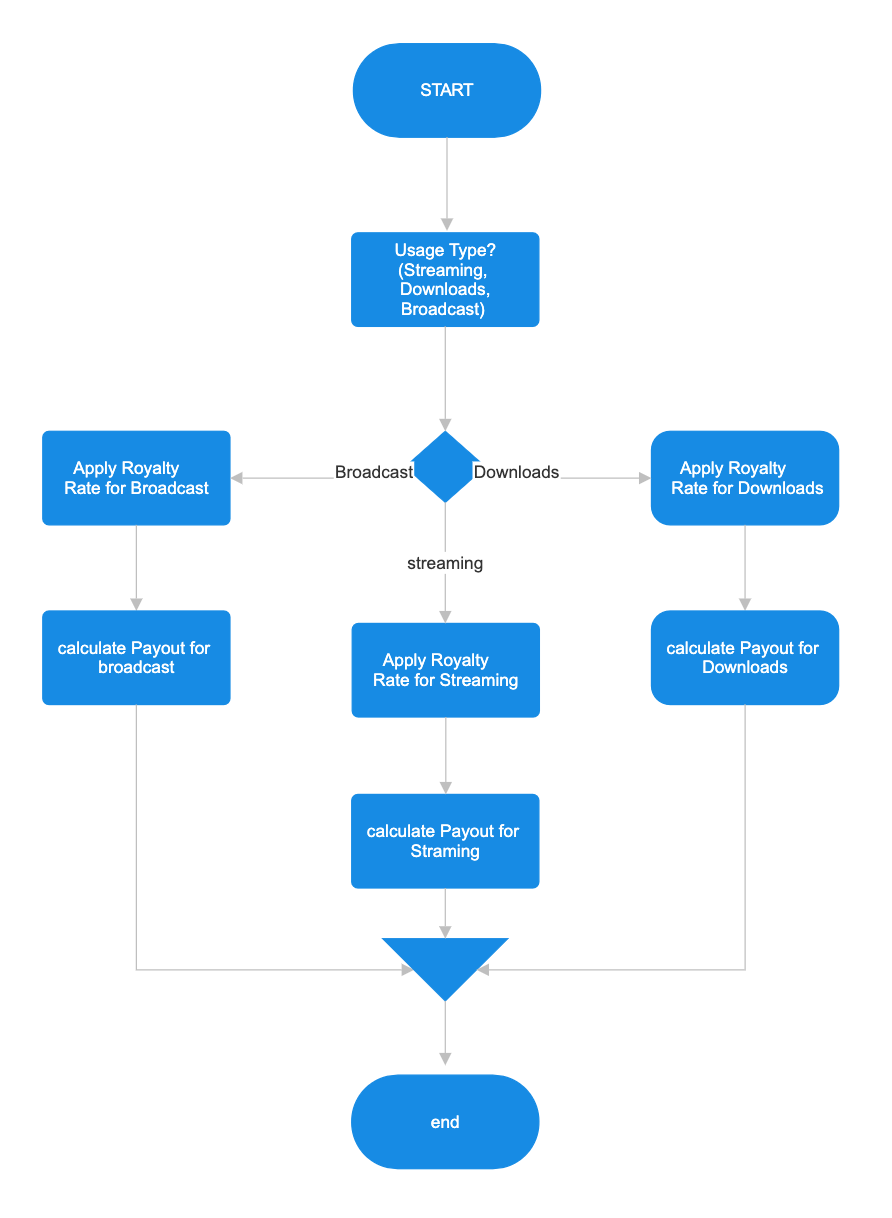 START
Usage Type?
(Streaming,
Downloads,
Broadcast)
Broadcast
Downloads
Apply Royalty
Rate for Broadcast
Apply Royalty
Rate for Downloads
streaming
calculate Payout for
broadcast
Apply Royalty
Rate for Streaming
calculate Payout for
Downloads
calculate Payout for
Straming
end